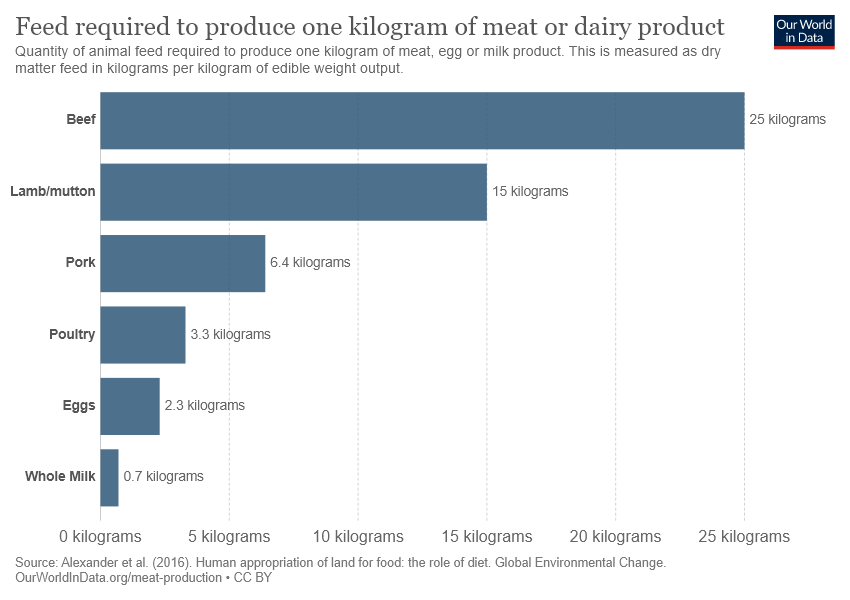 Feed required to produce one kilogram of meat or dairy product
Our World
in Data
Quantity of animal feed required to produce one kilogram of meat, egg or milk product. This is measured as dry
matter feed in kilograms per kilogram of edible weight output.
Beef
25 kilograms
Lamb/mutton
15 kilograms
Pork
6.4 kilograms
Poultry
3.3 kilograms
Eggs
2.3 kilograms
Whole Milk
0.7 kilograms
0 kilograms
5 kilograms
10 kilograms
15 kilograms
20 kilograms
25 kilograms
Source: Alexander et al. (2016). Human appropriation of land for food: the role of diet. Global Environmental Change.
OurWorldInData.org/meat-production • CC BY